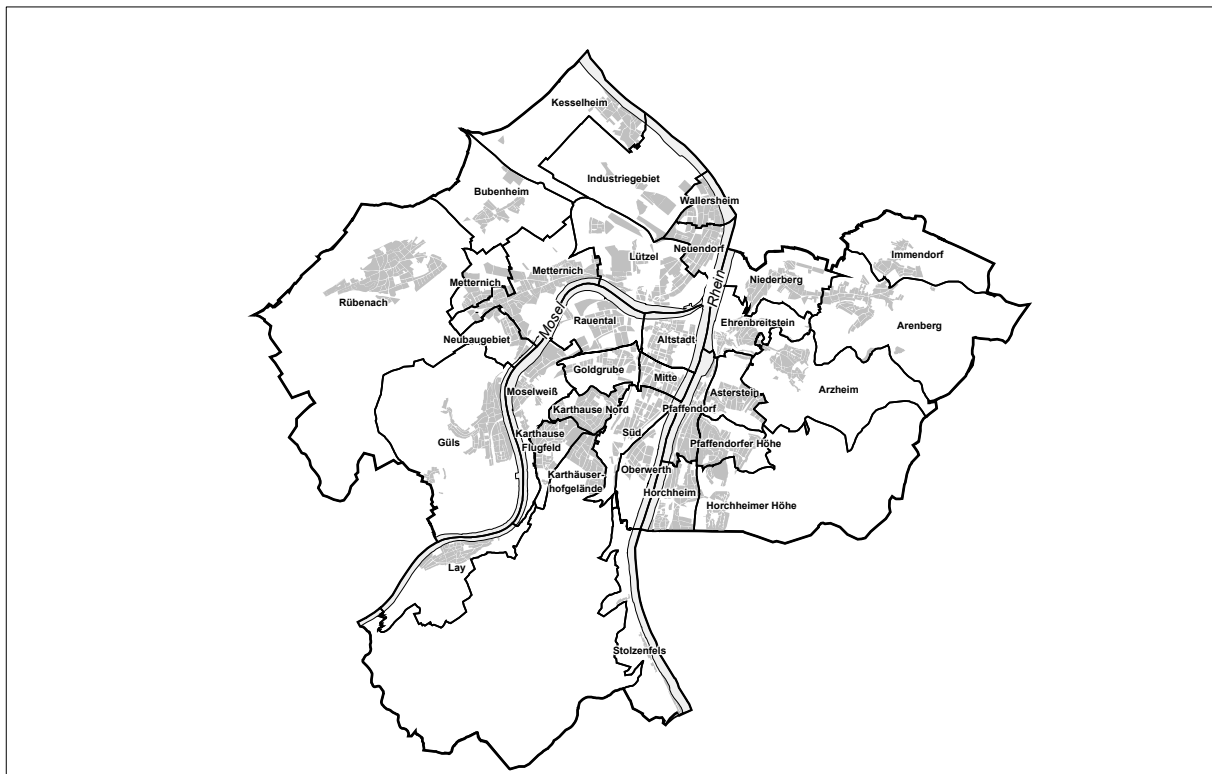 Kesselheim
Industriegebiet
Bubenheim
Wallersheim
Neuendorf
Immendorf
Lützel
Metternich
Niederberg
Metternich
Rübenach
Rhein
Mosel
Rauental
Ehrenbreitstein
Arenberg
Neubaugebiet
Altstadt
Goldgrube
Mitte
Moselweiß
Asterstein
Arzheim
Karthause Nord
Pfaffendorf
Karthause
Flugfeld
Süd
Güls
Pfaffendorfer Höhe
Oberwerth
Karthäuser-
hofgelände
Horchheim
Horchheimer Höhe
Lay
Stolzenfels